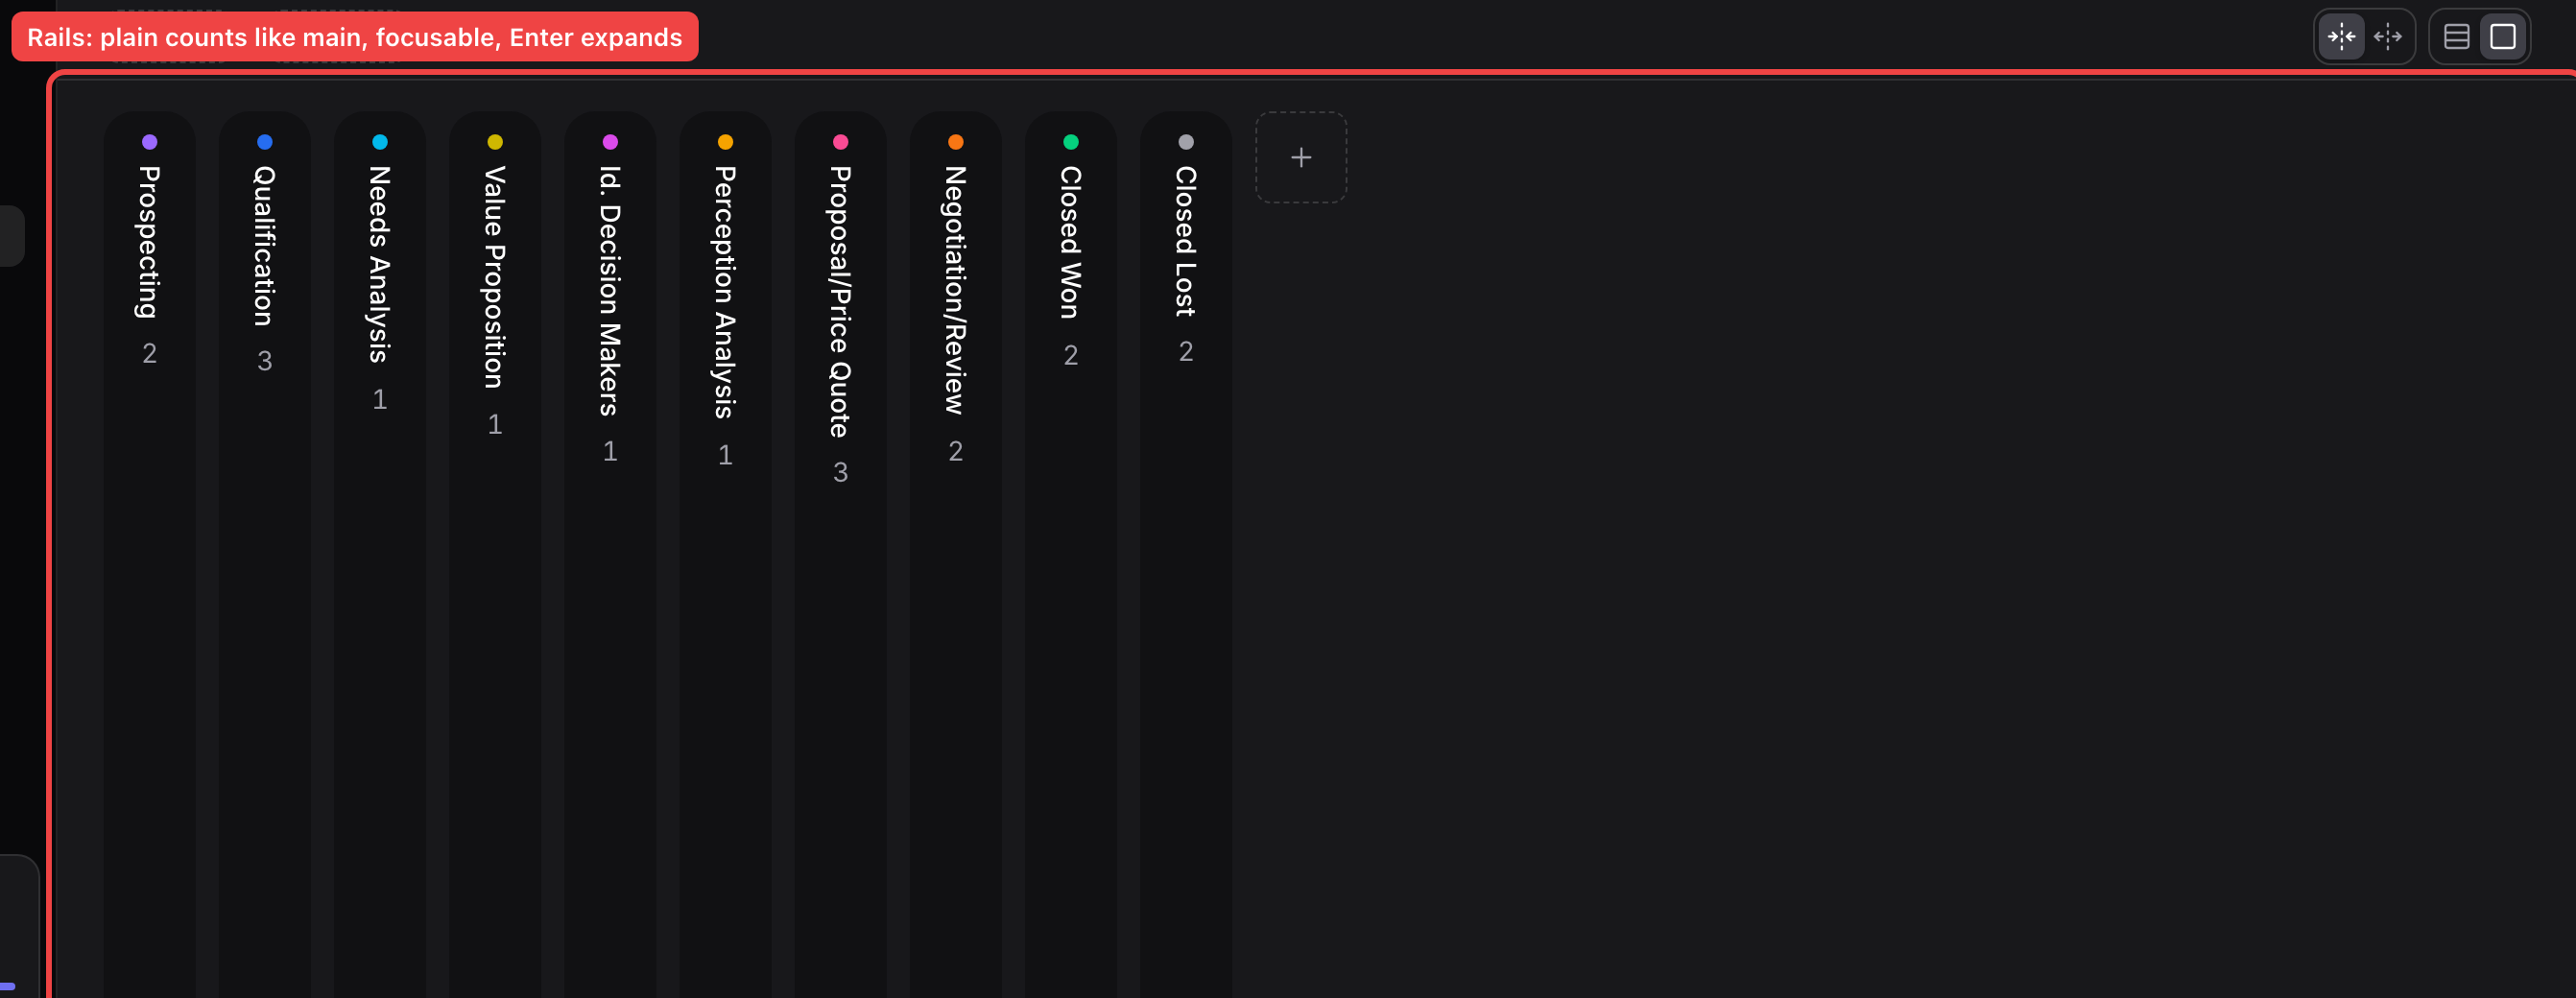 Rails: plain counts like main, focusable, Enter expands
Prospecting 2
Qualification 3
Needs Analysis 1
Value Proposition 1
Id. Decision Makers 1
Perception Analysis 1
Proposal/Price Quote 3
Negotiation/Review 2
Closed Won 2
Closed Lost 2